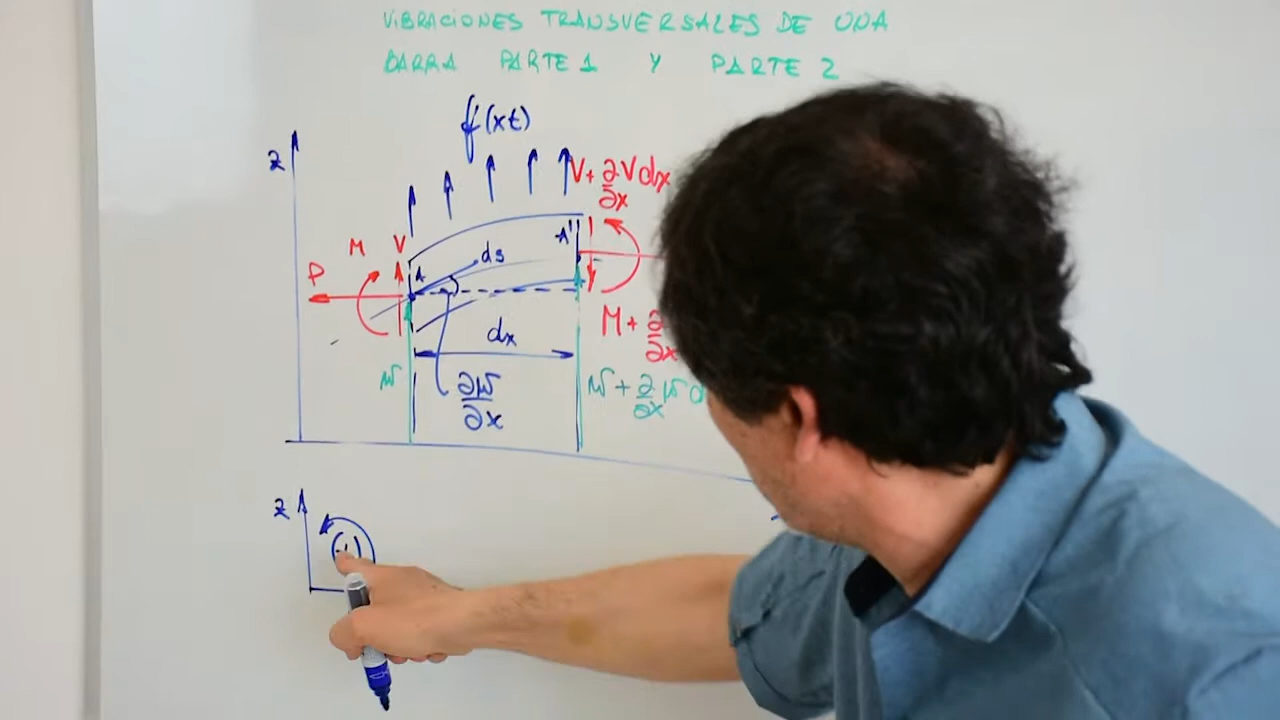 VIBRACIONES TRANSVERSALES DE UNA
BARRA PARTE 1 Y PARTE 2
f(xt)
z
V + ∂V/∂x dx
M
V
A'
P
A
ds
M + ∂
∂x
dx
w
∂w/∂x
w + ∂/∂x w d
z